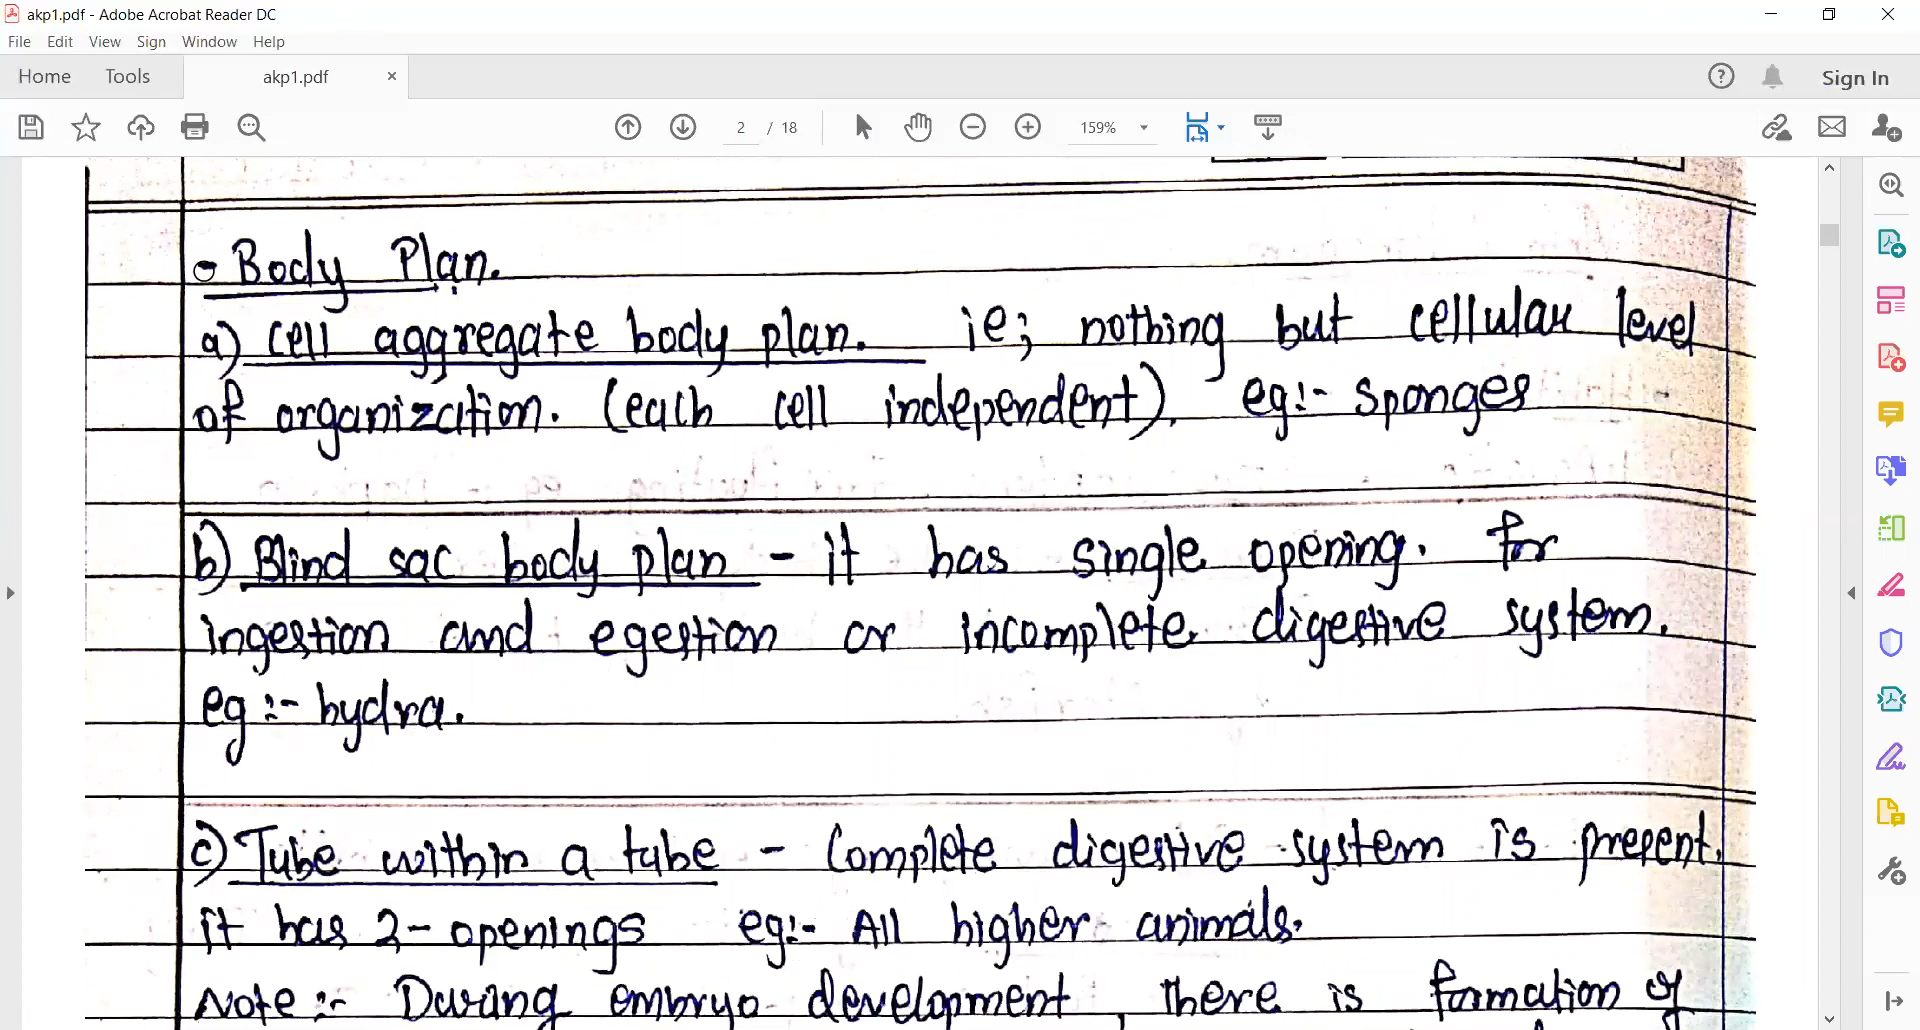 akp1.pdf - Adobe Acrobat Reader DC
File Edit View Sign Window Help
Home Tools akp1.pdf × Sign In
2 / 18 159%
Body Plan.
a) Cell aggregate body plan. ie; nothing but cellular level
of organization. (each cell independent). eg:- Sponges
b) Blind sac body plan - it has single opening. For
ingestion and egestion or incomplete digestive system.
eg:- hydra.
c) Tube within a tube - Complete digestive system is present.
it has 2-openings eg:- All higher animals.
Note:- During embryo development, there is formation of